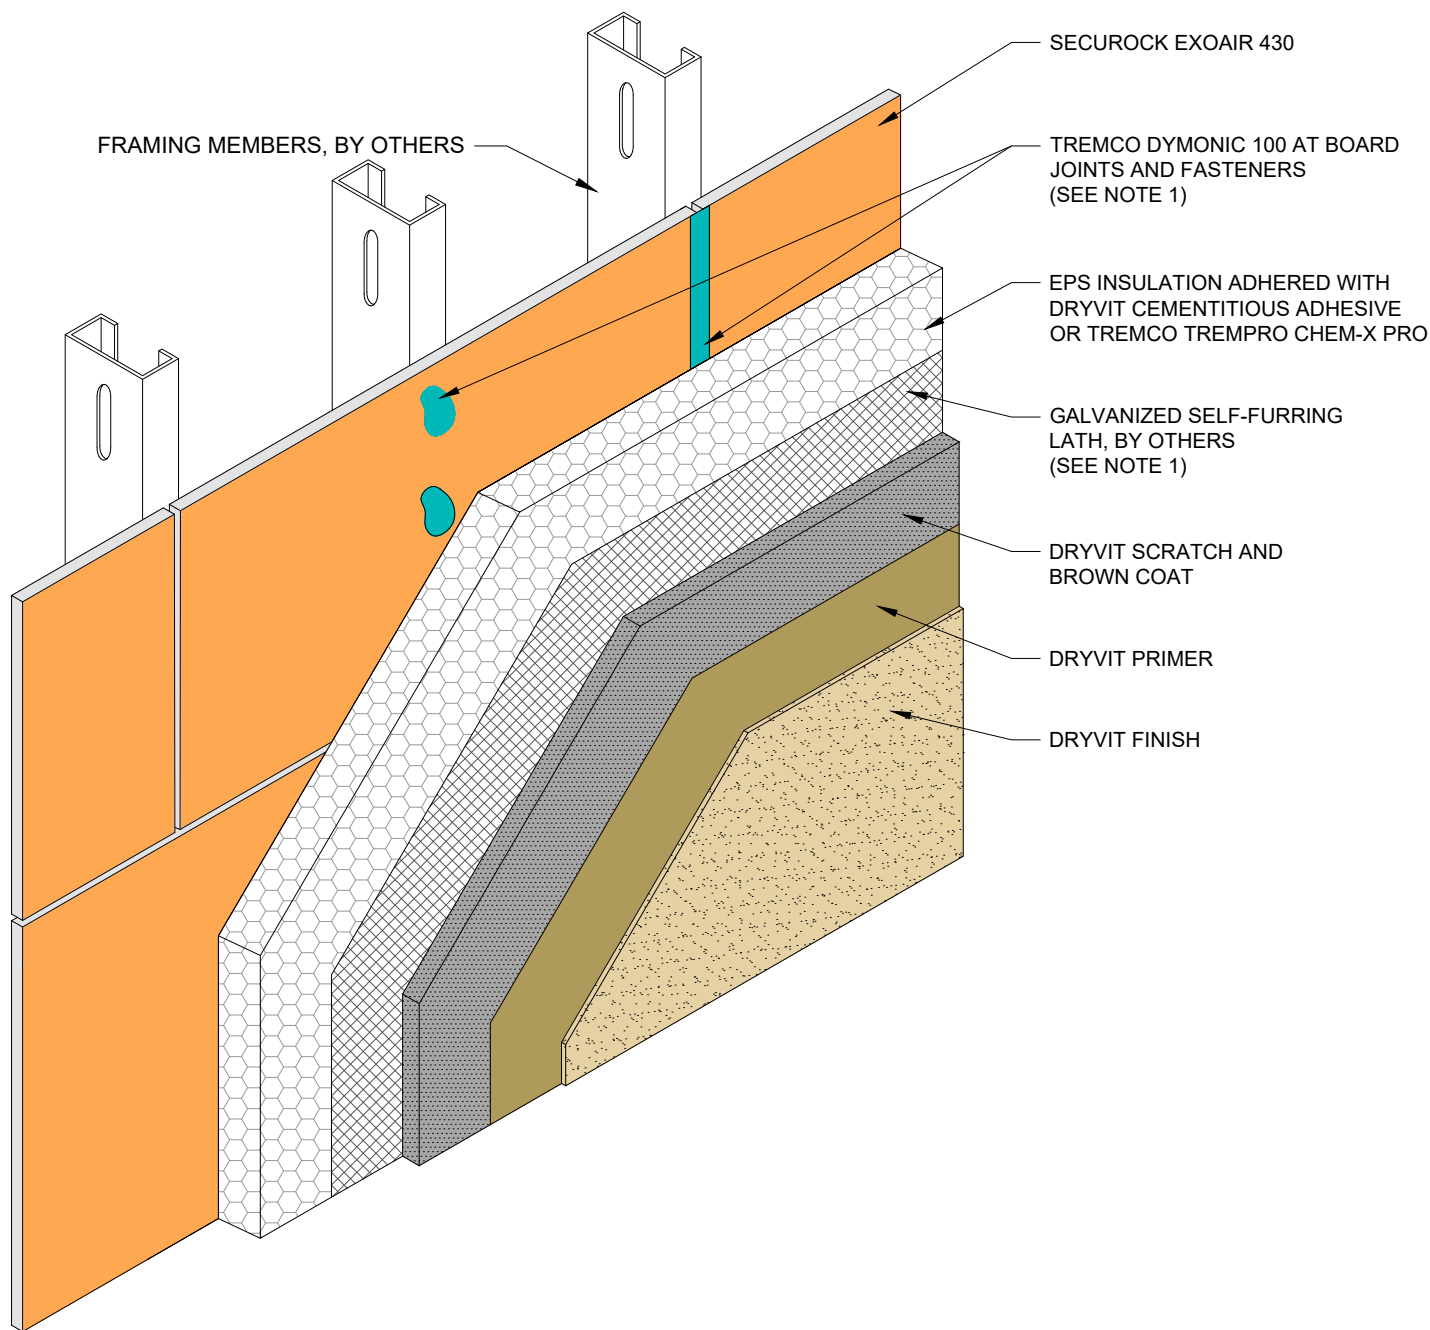 SECUROCK EXOAIR 430
FRAMING MEMBERS, BY OTHERS
TREMCO DYMONIC 100 AT BOARD
JOINTS AND FASTENERS
(SEE NOTE 1)
EPS INSULATION ADHERED WITH
DRYVIT CEMENTITIOUS ADHESIVE
OR TREMCO TREMPRO CHEM-X PRO
GALVANIZED SELF-FURRING
LATH, BY OTHERS
(SEE NOTE 1)
DRYVIT SCRATCH AND
BROWN COAT
DRYVIT PRIMER
DRYVIT FINISH